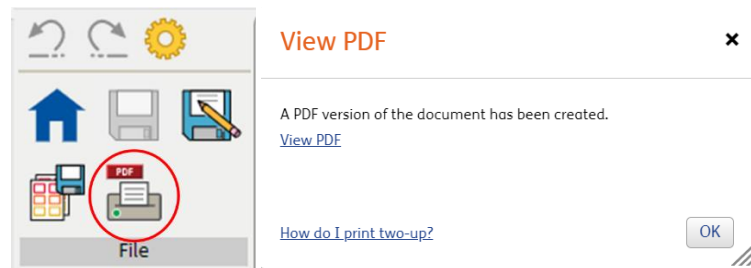 PDF
File
View PDF
A PDF version of the document has been created.
View PDF
How do I print two-up?
OK